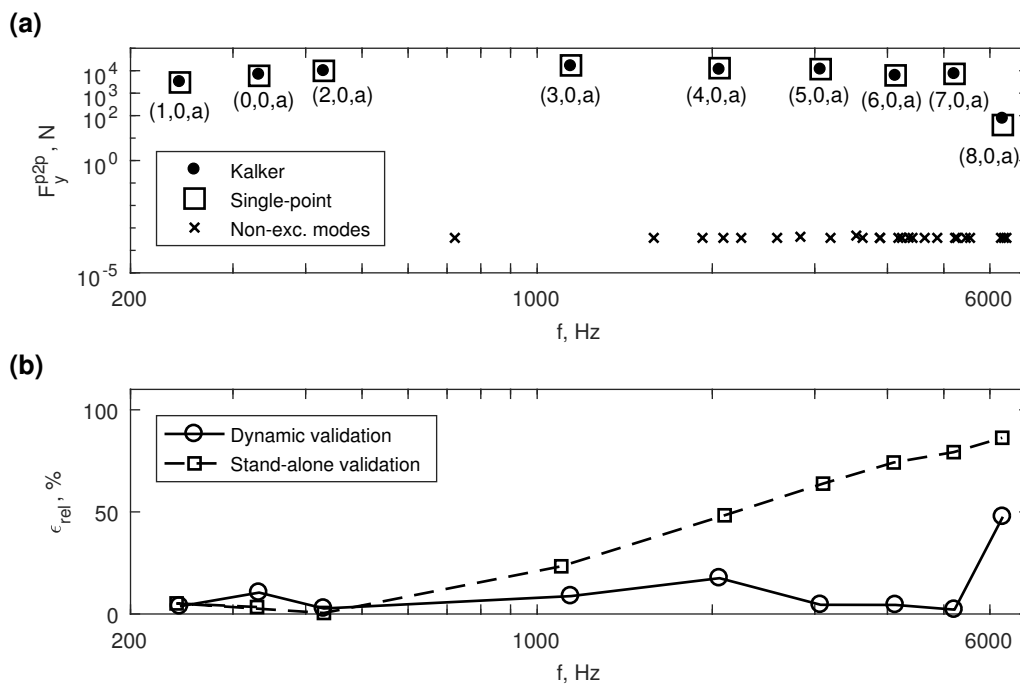 (a)
10^4
10^3
10^2
10^0
10^-5
F_y^p2p, N
(1,0,a)
(0,0,a)
(2,0,a)
(3,0,a)
(4,0,a)
(5,0,a)
(6,0,a)
(7,0,a)
(8,0,a)
Kalker
Single-point
Non-exc. modes
200
1000
6000
f, Hz
(b)
100
50
0
ϵ_rel, %
Dynamic validation
Stand-alone validation
200
1000
6000
f, Hz